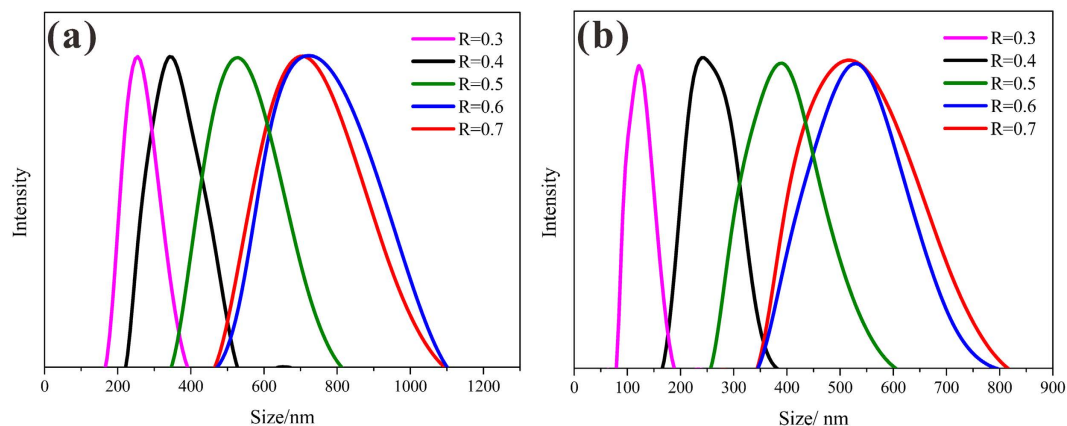 (a)
R=0.3
R=0.4
R=0.5
R=0.6
R=0.7
Intensity
0 200 400 600 800 1000 1200
Size/nm
(b)
R=0.3
R=0.4
R=0.5
R=0.6
R=0.7
Intensity
0 100 200 300 400 500 600 700 800 900
Size/ nm